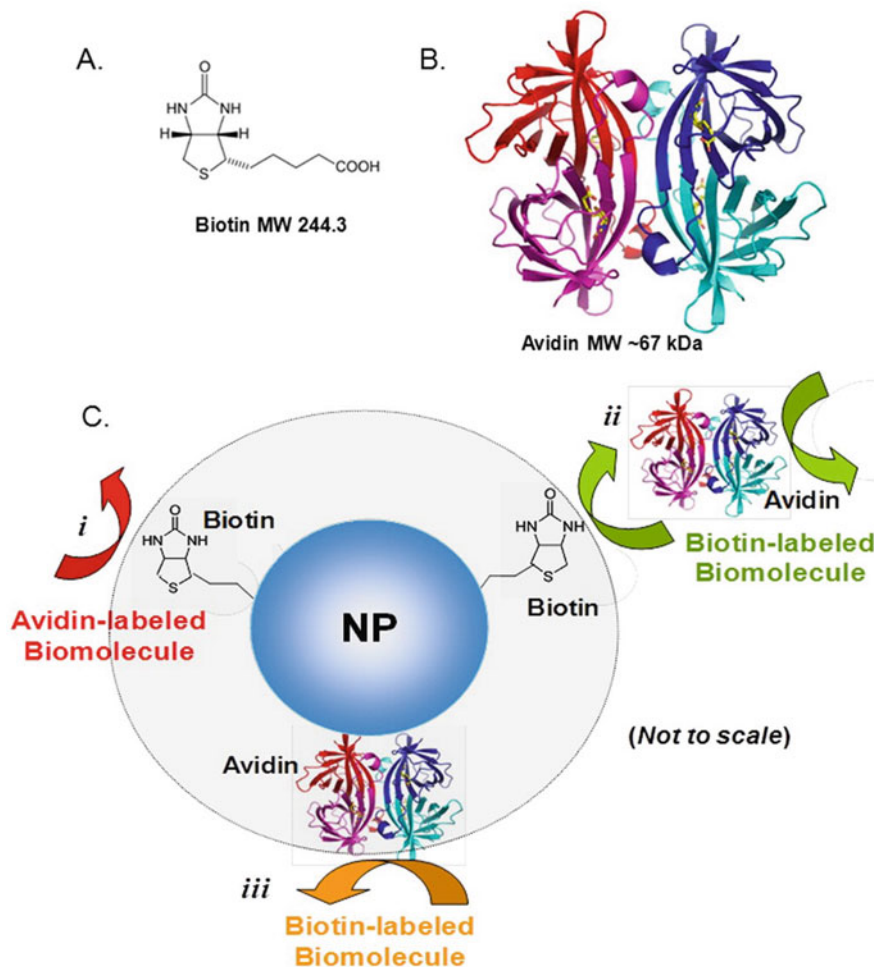 A.
O
HN NH
H H
S
COOH
Biotin MW 244.3
B.
Avidin MW ~67 kDa
C.
i
Biotin
O
HN NH
S
Avidin-labeled
Biomolecule
NP
O
HN NH
S
Biotin
ii
Avidin
Biotin-labeled
Biomolecule
(Not to scale)
Avidin
iii
Biotin-labeled
Biomolecule